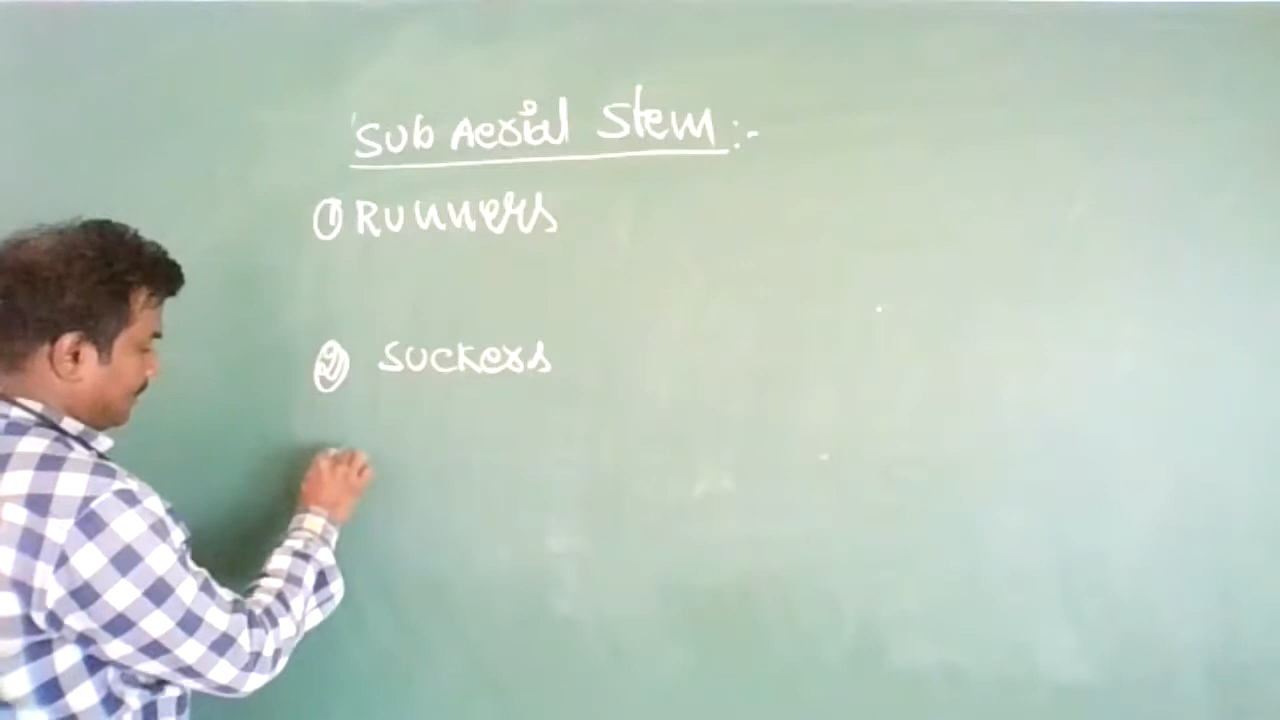 Sub Aerial Stem :-
① Runners
② Suckers